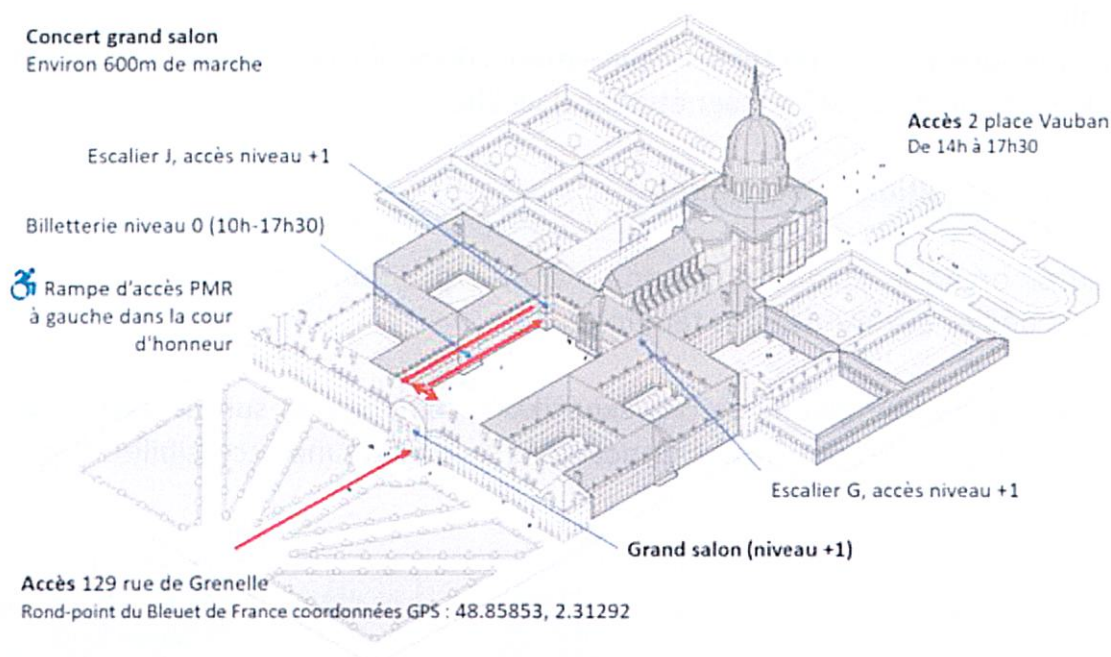 Concert grand salon
Environ 600m de marche
Accès 2 place Vauban
De 14h à 17h30
Escalier J, accès niveau +1
Billetterie niveau 0 (10h-17h30)
Rampe d'accès PMR
à gauche dans la cour
d'honneur
Escalier G, accès niveau +1
Grand salon (niveau +1)
Accès 129 rue de Grenelle
Rond-point du Bleuet de France coordonnées GPS : 48.85853, 2.31292